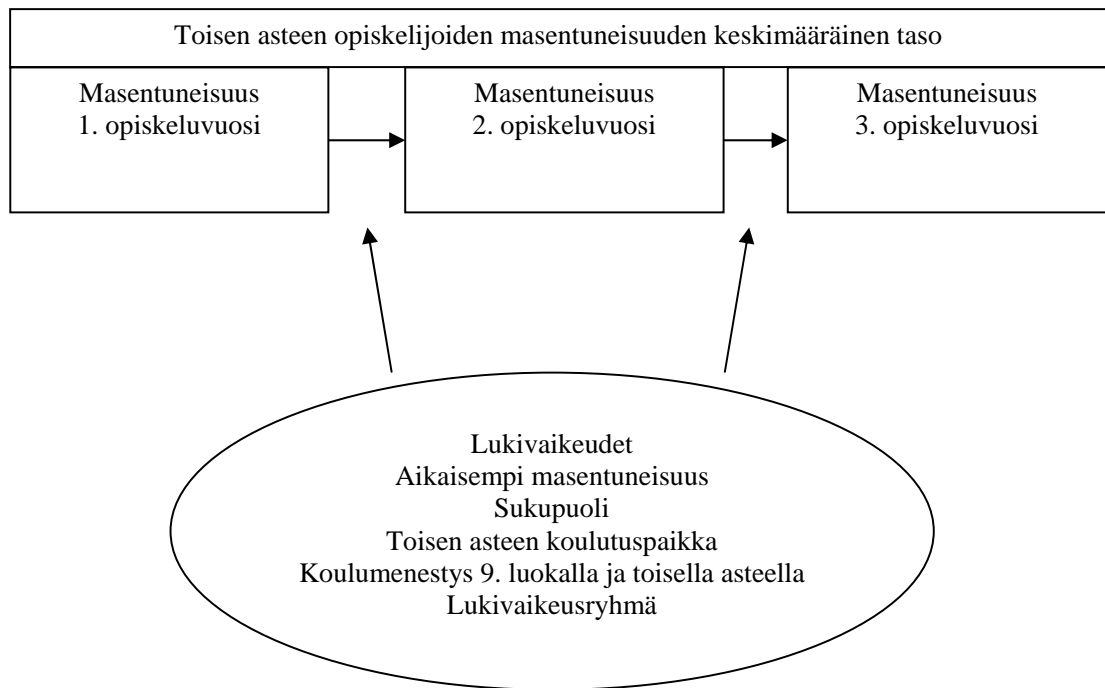 Toisen asteen opiskelijoiden masentuneisuuden keskimääräinen taso
Masentuneisuus
1. opiskeluvuosi
Masentuneisuus
2. opiskeluvuosi
Masentuneisuus
3. opiskeluvuosi
Lukivaikeudet
Aikaisempi masentuneisuus
Sukupuoli
Toisen asteen koulutuspaikka
Koulumenestys 9. luokalla ja toisella asteella
Lukivaikeusryhmä